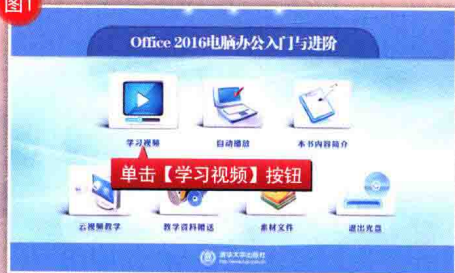 图1
Office 2016电脑办公入门与进阶
学习视频 自动播放 本书内容简介
单击【学习视频】按钮
云视频教学 教学资料赠送 素材文件 退出光盘
清华大学出版社